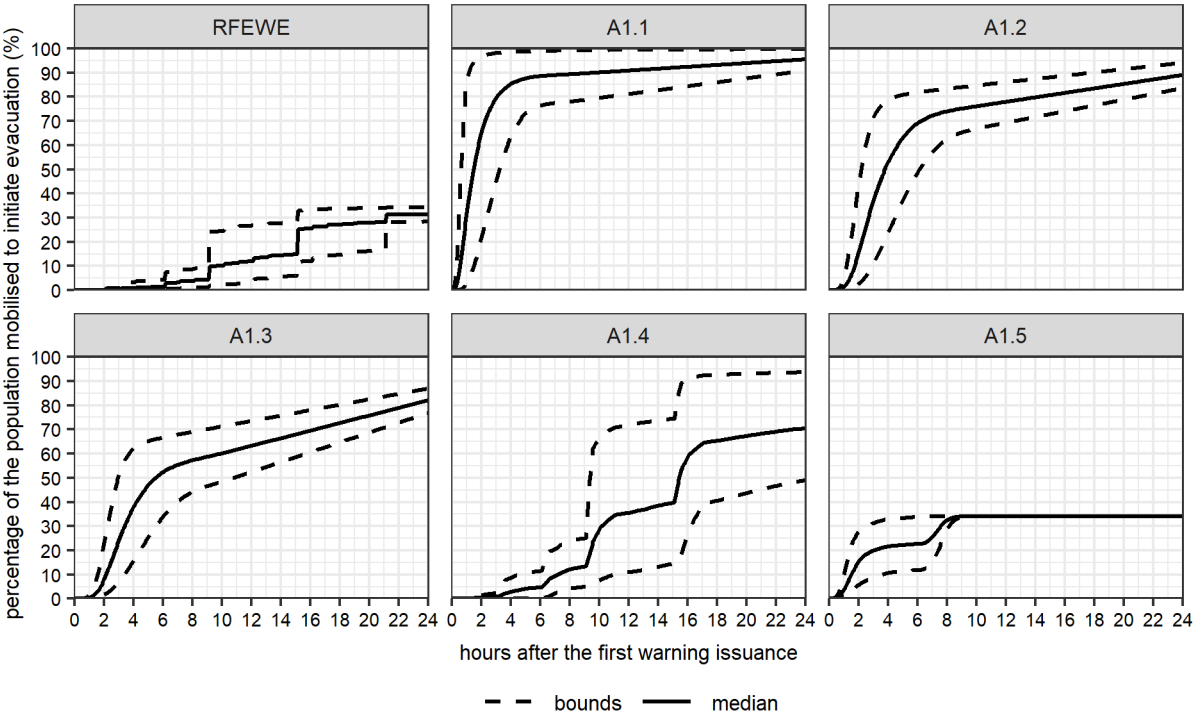 percentage of the population mobilised to initiate evacuation (%)
RFEWE
A1.1
A1.2
100
90
80
70
60
50
40
30
20
10
0
A1.3
A1.4
A1.5
100
90
80
70
60
50
40
30
20
10
0
0 2 4 6 8 10 12 14 16 18 20 22 24
0 2 4 6 8 10 12 14 16 18 20 22 24
0 2 4 6 8 10 12 14 16 18 20 22 24
hours after the first warning issuance
bounds
median